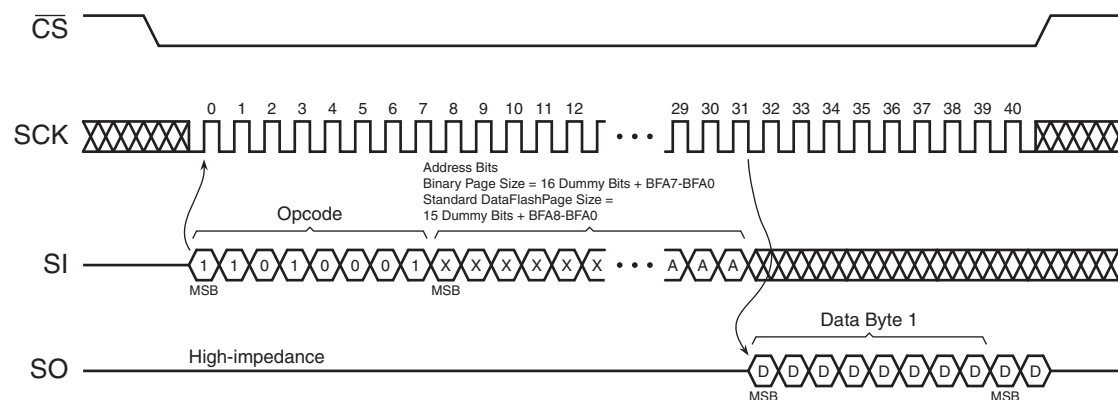 CS
SCK
0 1 2 3 4 5 6 7 8 9 10 11 12 • • • 29 30 31 32 33 34 35 36 37 38 39 40
Address Bits
Binary Page Size = 16 Dummy Bits + BFA7-BFA0
Standard DataFlashPage Size =
15 Dummy Bits + BFA8-BFA0
Opcode
SI
1 1 0 1 0 0 0 1 X X X X X X • • • A A A
MSB MSB
Data Byte 1
High-impedance
SO
D D D D D D D D D D
MSB MSB